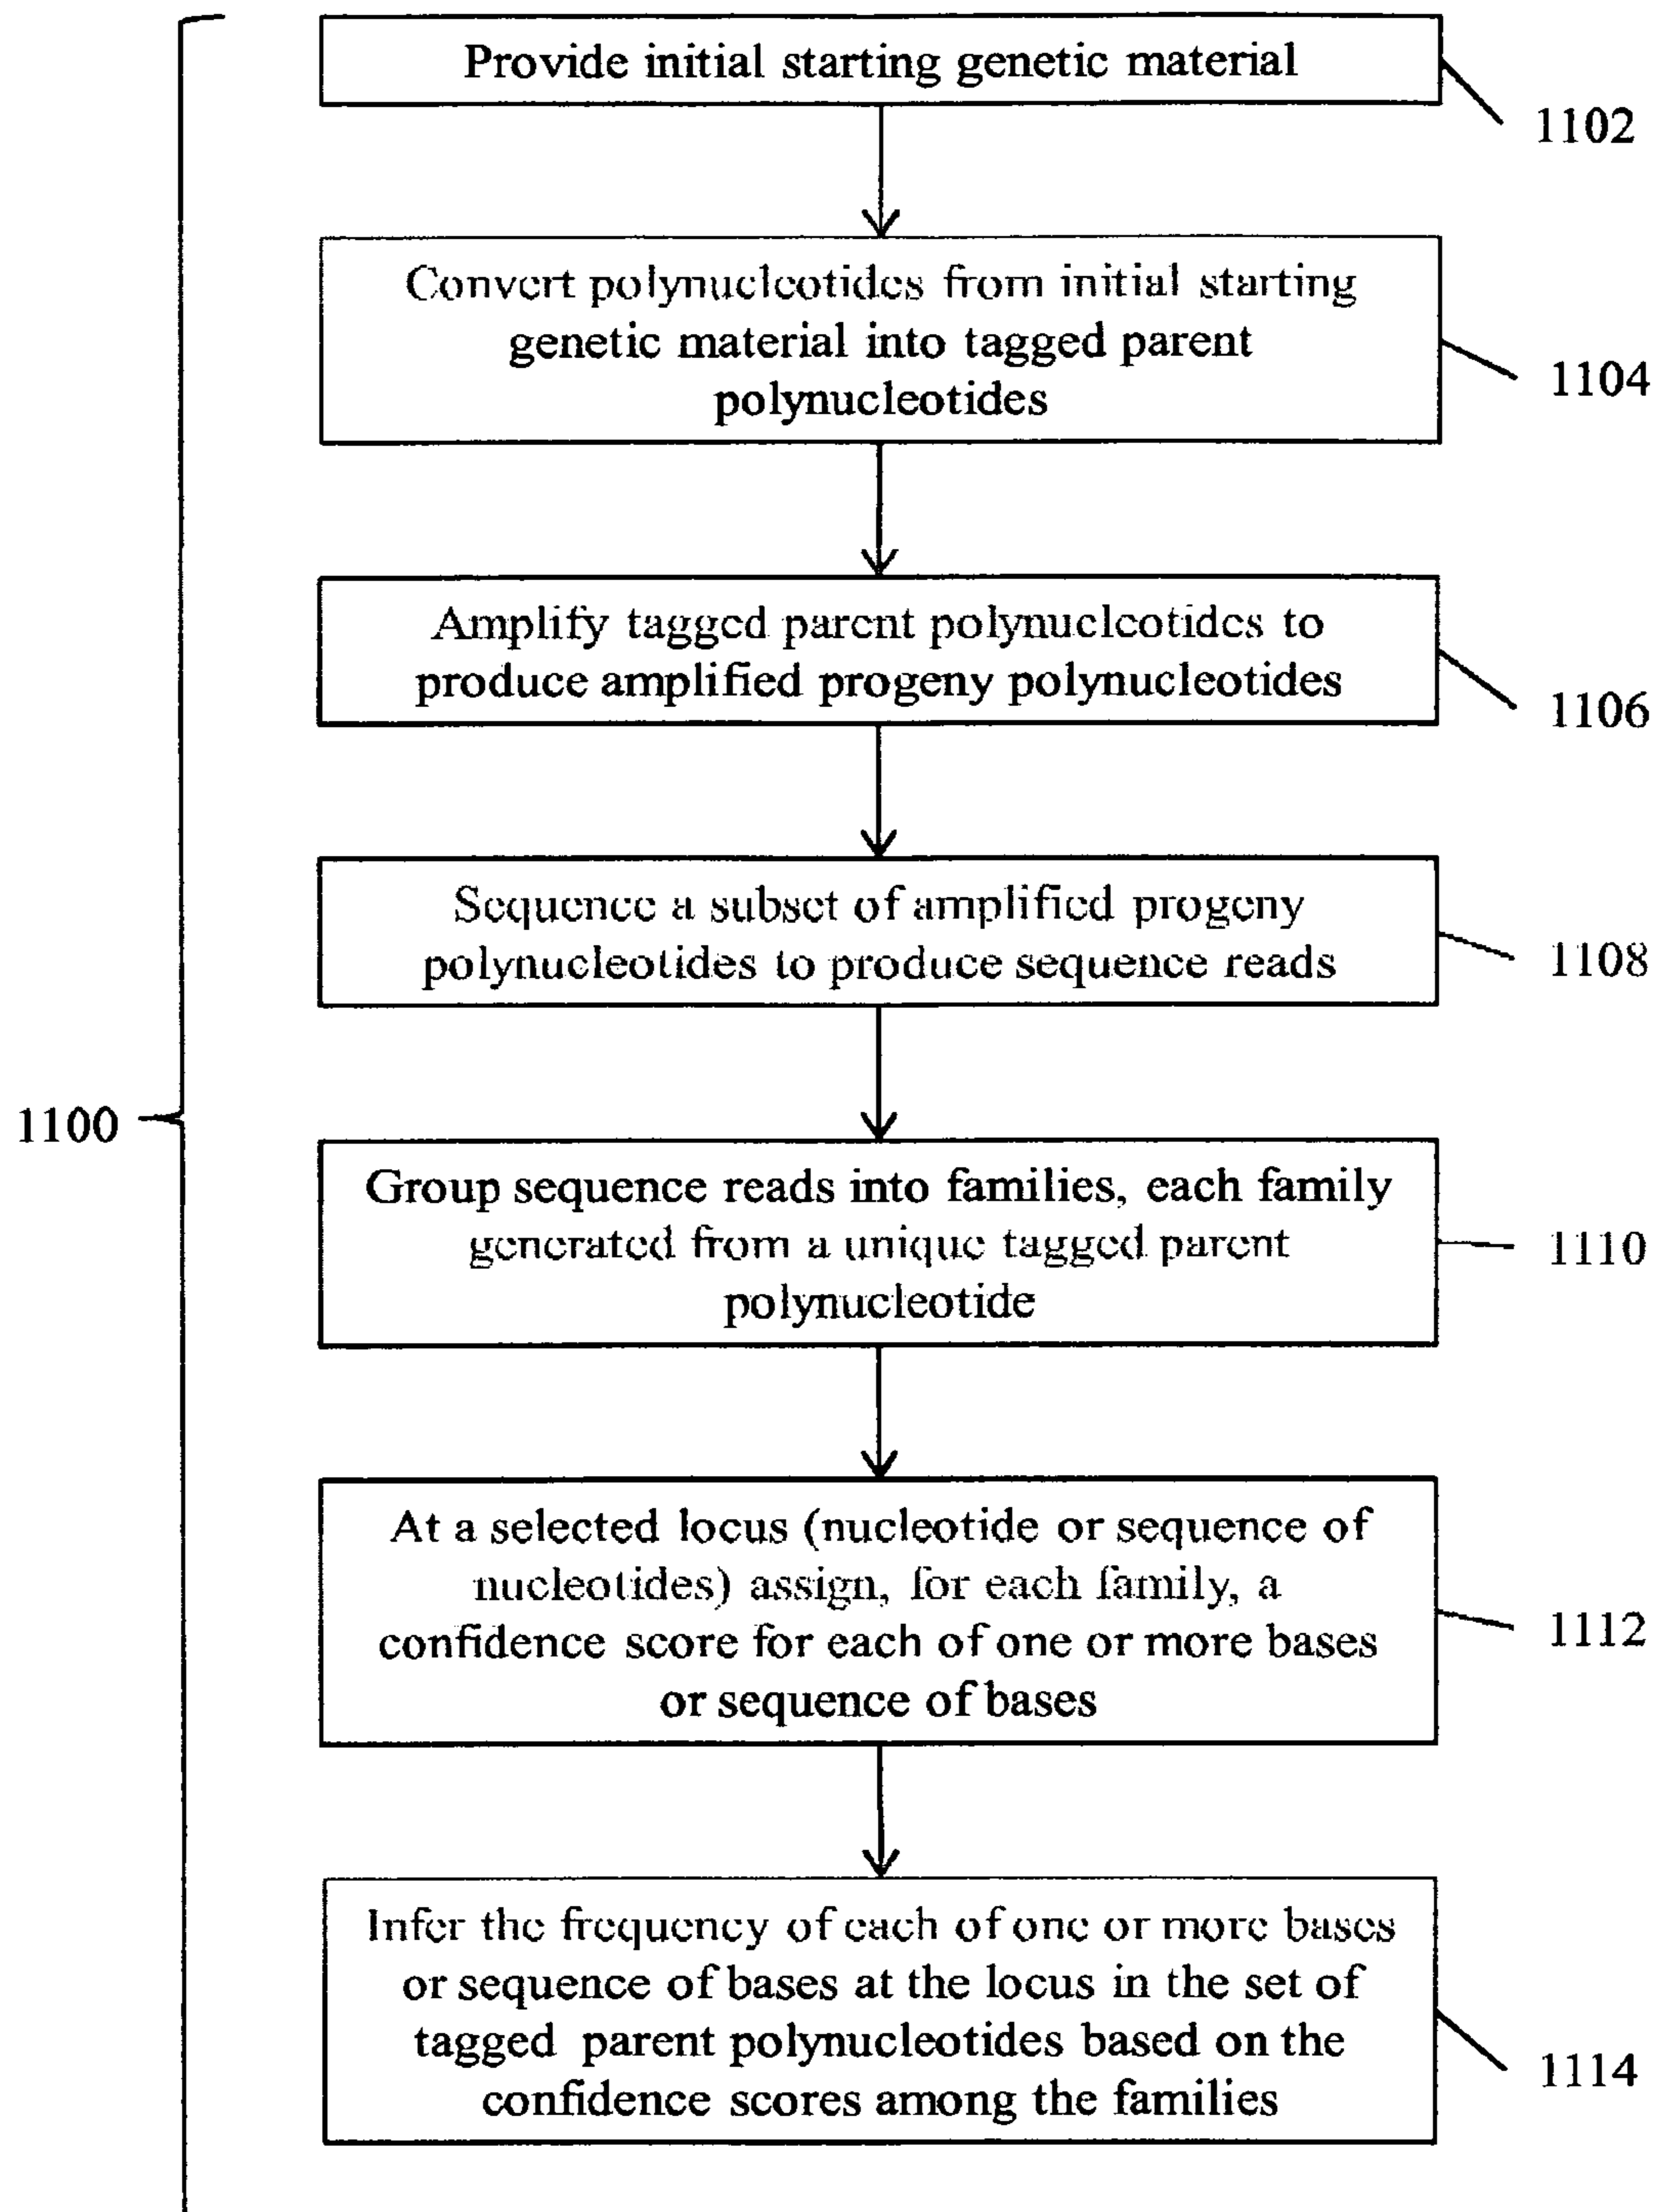 Provide initial starting genetic material
1102
Convert polynucleotides from initial starting
genetic material into tagged parent
polynucleotides
1104
Amplify tagged parent polynucleotides to
produce amplified progeny polynucleotides
1106
Sequence a subset of amplified progeny
polynucleotides to produce sequence reads
1108
1100
Group sequence reads into families, each family
generated from a unique tagged parent
polynucleotide
1110
At a selected locus (nucleotide or sequence of
nucleotides) assign, for each family, a
confidence score for each of one or more bases
or sequence of bases
1112
Infer the frequency of each of one or more bases
or sequence of bases at the locus in the set of
tagged parent polynucleotides based on the
confidence scores among the families
1114